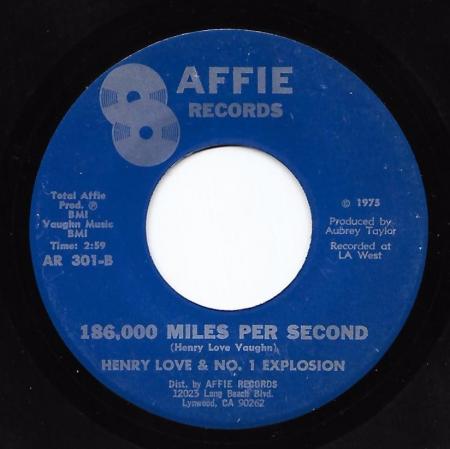 AFFIE
RECORDS
Total Affie
Prod. ℗
BMI
Vaughn Music
BMI
Time: 2:59
AR 301-B
© 1975
Produced by
Aubrey Taylor
Recorded at
LA West
186,000 MILES PER SECOND
(Henry Love Vaughn)
HENRY LOVE & NO. 1 EXPLOSION
Dist. by AFFIE RECORDS
12023 Long Beach Blvd.
Lynwood, CA 90262